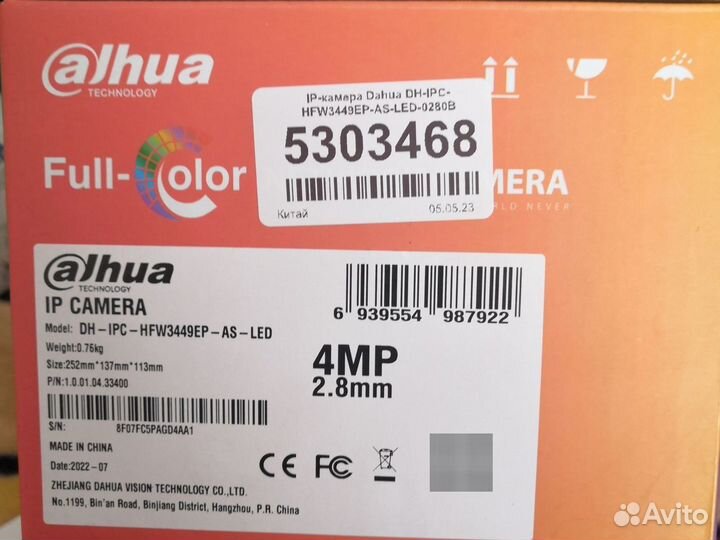 alhua
TECHNOLOGY
Full-Color
IP-камера Dahua DH-IPC-
HFW3449EP-AS-LED-0280B
5303468
Китай
05.05.23
MERA
RLD NEVER
alhua
TECHNOLOGY
IP CAMERA
Model: DH-IPC-HFW3449EP-AS-LED
Weight:0.76kg
Size:252mm*137mm*113mm
P/N:1.0.01.04.33400
S/N: 8F07FC5PAGD4AA1
6 939554 987922
4MP
2.8mm
MADE IN CHINA
Date:2022-07
CE FC
ZHEJIANG DAHUA VISION TECHNOLOGY CO.,LTD.
No.1199, Bin'an Road, Binjiang District, Hangzhou, P.R. China
Avito